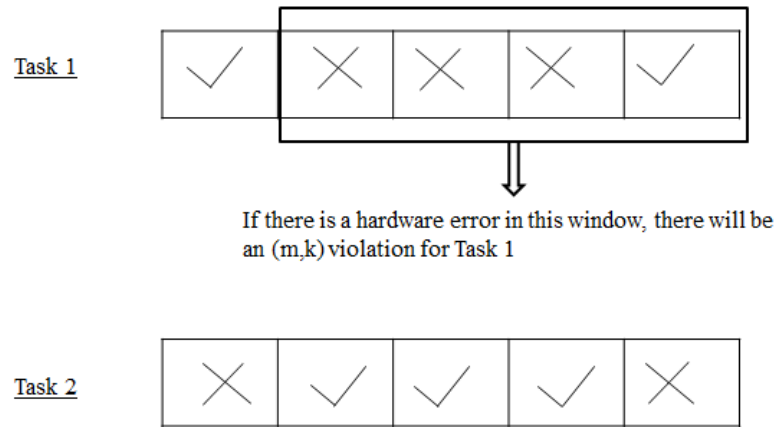 Task 1
If there is a hardware error in this window, there will be
an (m,k) violation for Task 1
Task 2